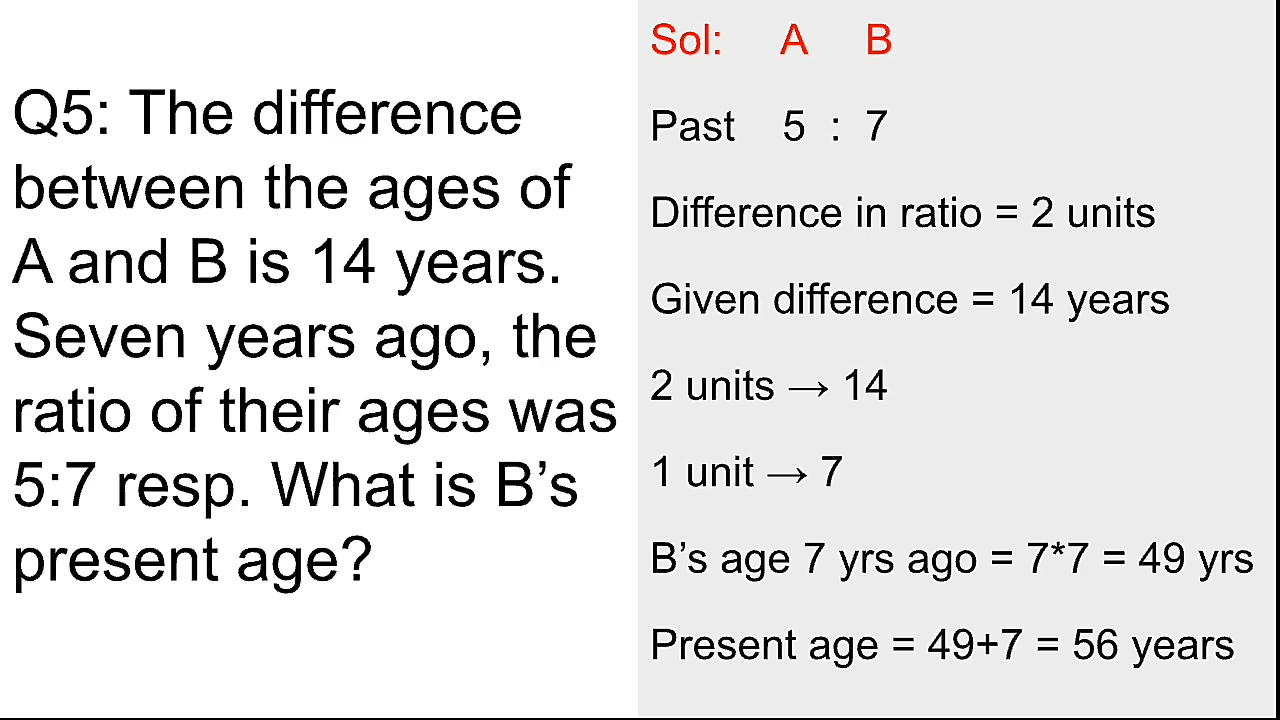 Q5: The difference
between the ages of
A and B is 14 years.
Seven years ago, the
ratio of their ages was
5:7 resp. What is B’s
present age?
Sol: A B
Past 5 : 7
Difference in ratio = 2 units
Given difference = 14 years
2 units → 14
1 unit → 7
B’s age 7 yrs ago = 7*7 = 49 yrs
Present age = 49+7 = 56 years